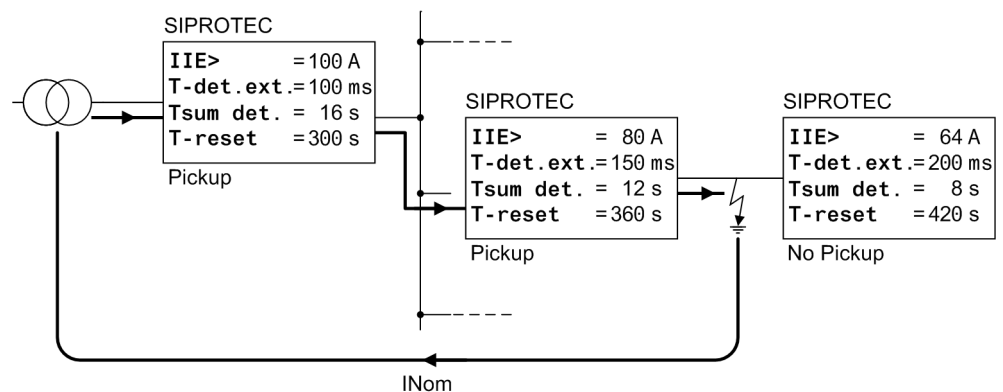 SIPROTEC
IIE> =100 A
T-det.ext.=100 ms
Tsum det. = 16 s
T-reset =300 s
Pickup
SIPROTEC
IIE> = 80 A
T-det.ext.=150 ms
Tsum det. = 12 s
T-reset =360 s
Pickup
SIPROTEC
IIE> = 64 A
T-det.ext.=200 ms
Tsum det. = 8 s
T-reset =420 s
No Pickup
INom